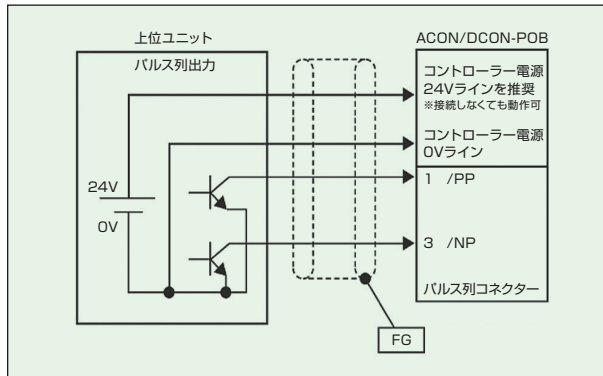 上位ユニット
パルス列出力
24V
0V
ACON/DCON-POB
コントローラー電源
24Vラインを推奨
※接続しなくても動作可
コントローラー電源
0Vライン
1 /PP
3 /NP
パルス列コネクター
FG